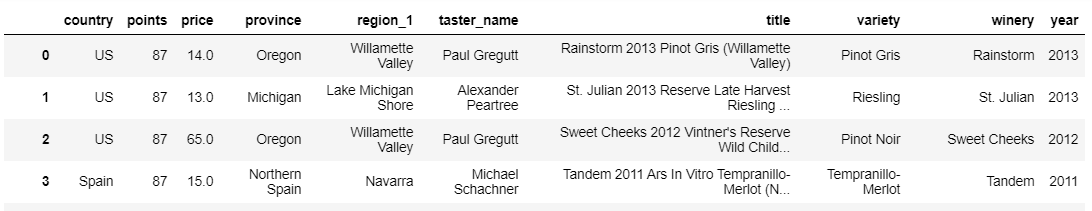 country points price province region_1 taster_name title variety winery year
0 US 87 14.0 Oregon Willamette Valley Paul Gregutt Rainstorm 2013 Pinot Gris (Willamette Valley) Pinot Gris Rainstorm 2013
1 US 87 13.0 Michigan Lake Michigan Shore Alexander Peartree St. Julian 2013 Reserve Late Harvest Riesling ... Riesling St. Julian 2013
2 US 87 65.0 Oregon Willamette Valley Paul Gregutt Sweet Cheeks 2012 Vintner's Reserve Wild Child... Pinot Noir Sweet Cheeks 2012
3 Spain 87 15.0 Northern Spain Navarra Michael Schachner Tandem 2011 Ars In Vitro Tempranillo-Merlot (N... Tempranillo-Merlot Tandem 2011